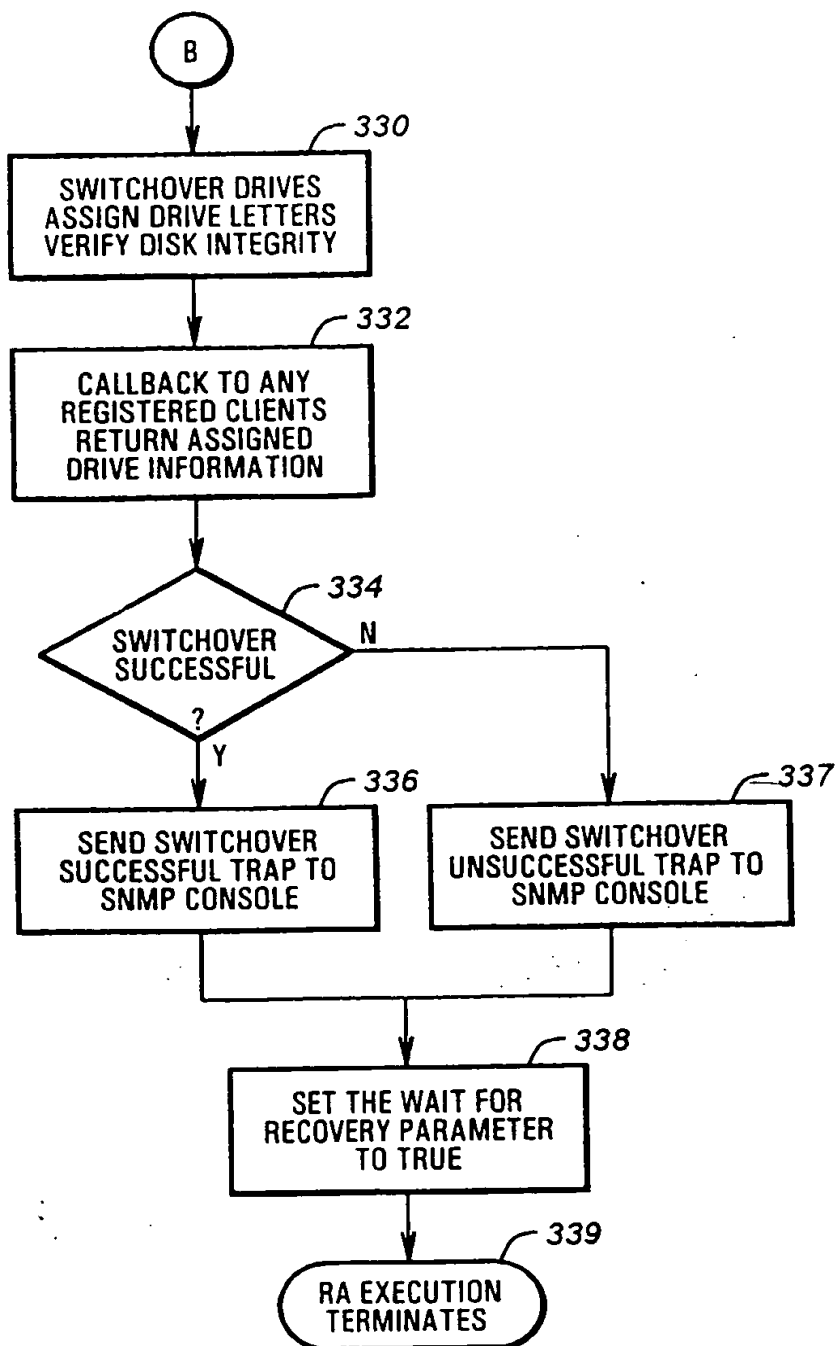 B
330
SWITCHOVER DRIVES
ASSIGN DRIVE LETTERS
VERIFY DISK INTEGRITY
332
CALLBACK TO ANY
REGISTERED CLIENTS
RETURN ASSIGNED
DRIVE INFORMATION
334
SWITCHOVER
SUCCESSFUL
?
N
Y
336
SEND SWITCHOVER
SUCCESSFUL TRAP TO
SNMP CONSOLE
337
SEND SWITCHOVER
UNSUCCESSFUL TRAP TO
SNMP CONSOLE
338
SET THE WAIT FOR
RECOVERY PARAMETER
TO TRUE
339
RA EXECUTION
TERMINATES